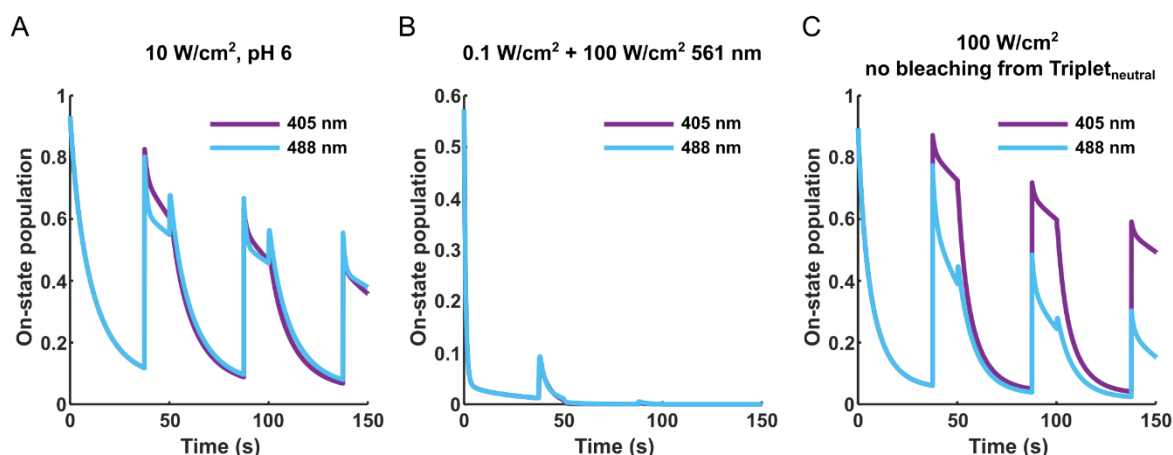 A
10 W/cm², pH 6
On-state population
1
0.8
0.6
0.4
0.2
0
0
50
100
150
Time (s)
405 nm
488 nm
B
0.1 W/cm² + 100 W/cm² 561 nm
On-state population
0.6
0.5
0.4
0.3
0.2
0.1
0
0
50
100
150
Time (s)
405 nm
488 nm
C
100 W/cm²
no bleaching from Triplet_neutral
On-state population
1
0.8
0.6
0.4
0.2
0
0
50
100
150
Time (s)
405 nm
488 nm